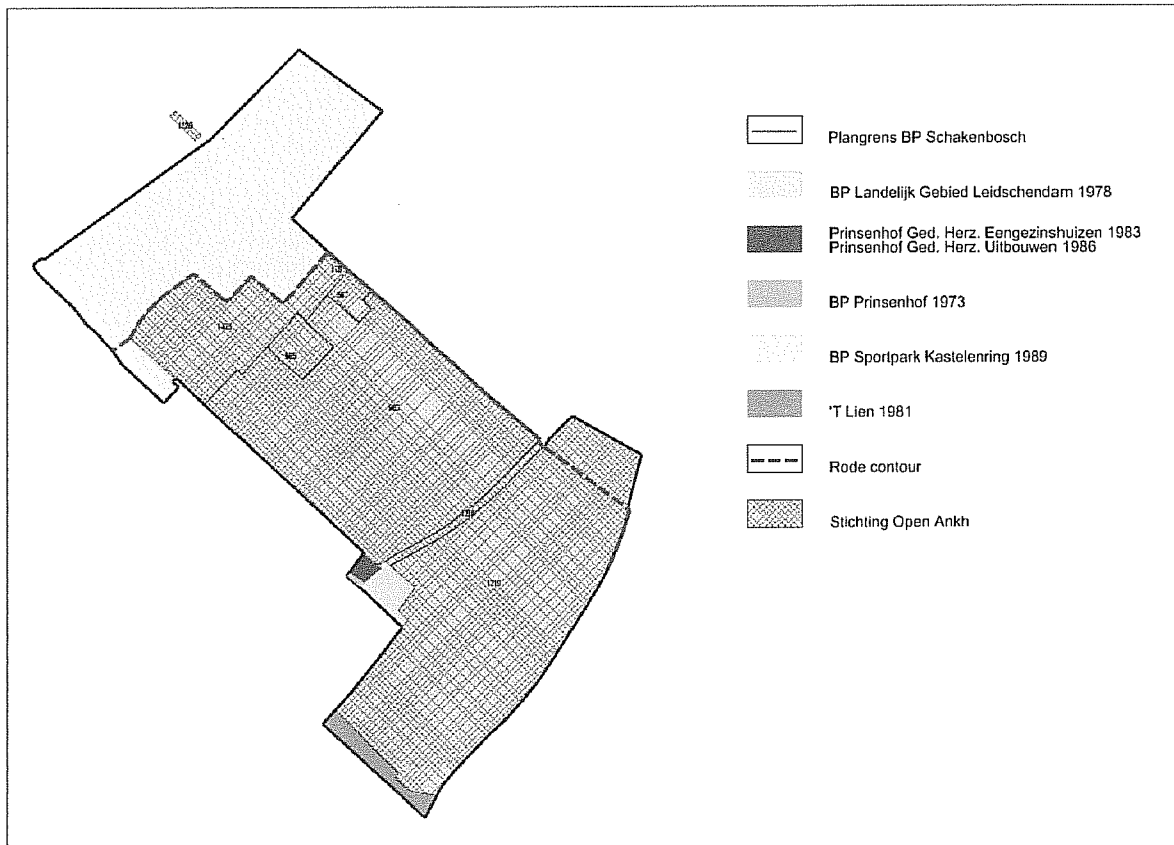 Plangrens BP Schakenbosch
BP Landelijk Gebied Leidschendam 1978
Prinsenhof Ged. Herz. Eengezinshuizen 1983
Prinsenhof Ged. Herz. Uitbouwen 1986
BP Prinsenhof 1973
BP Sportpark Kastelenring 1989
'T Lien 1981
Rode contour
Stichting Open Ankh